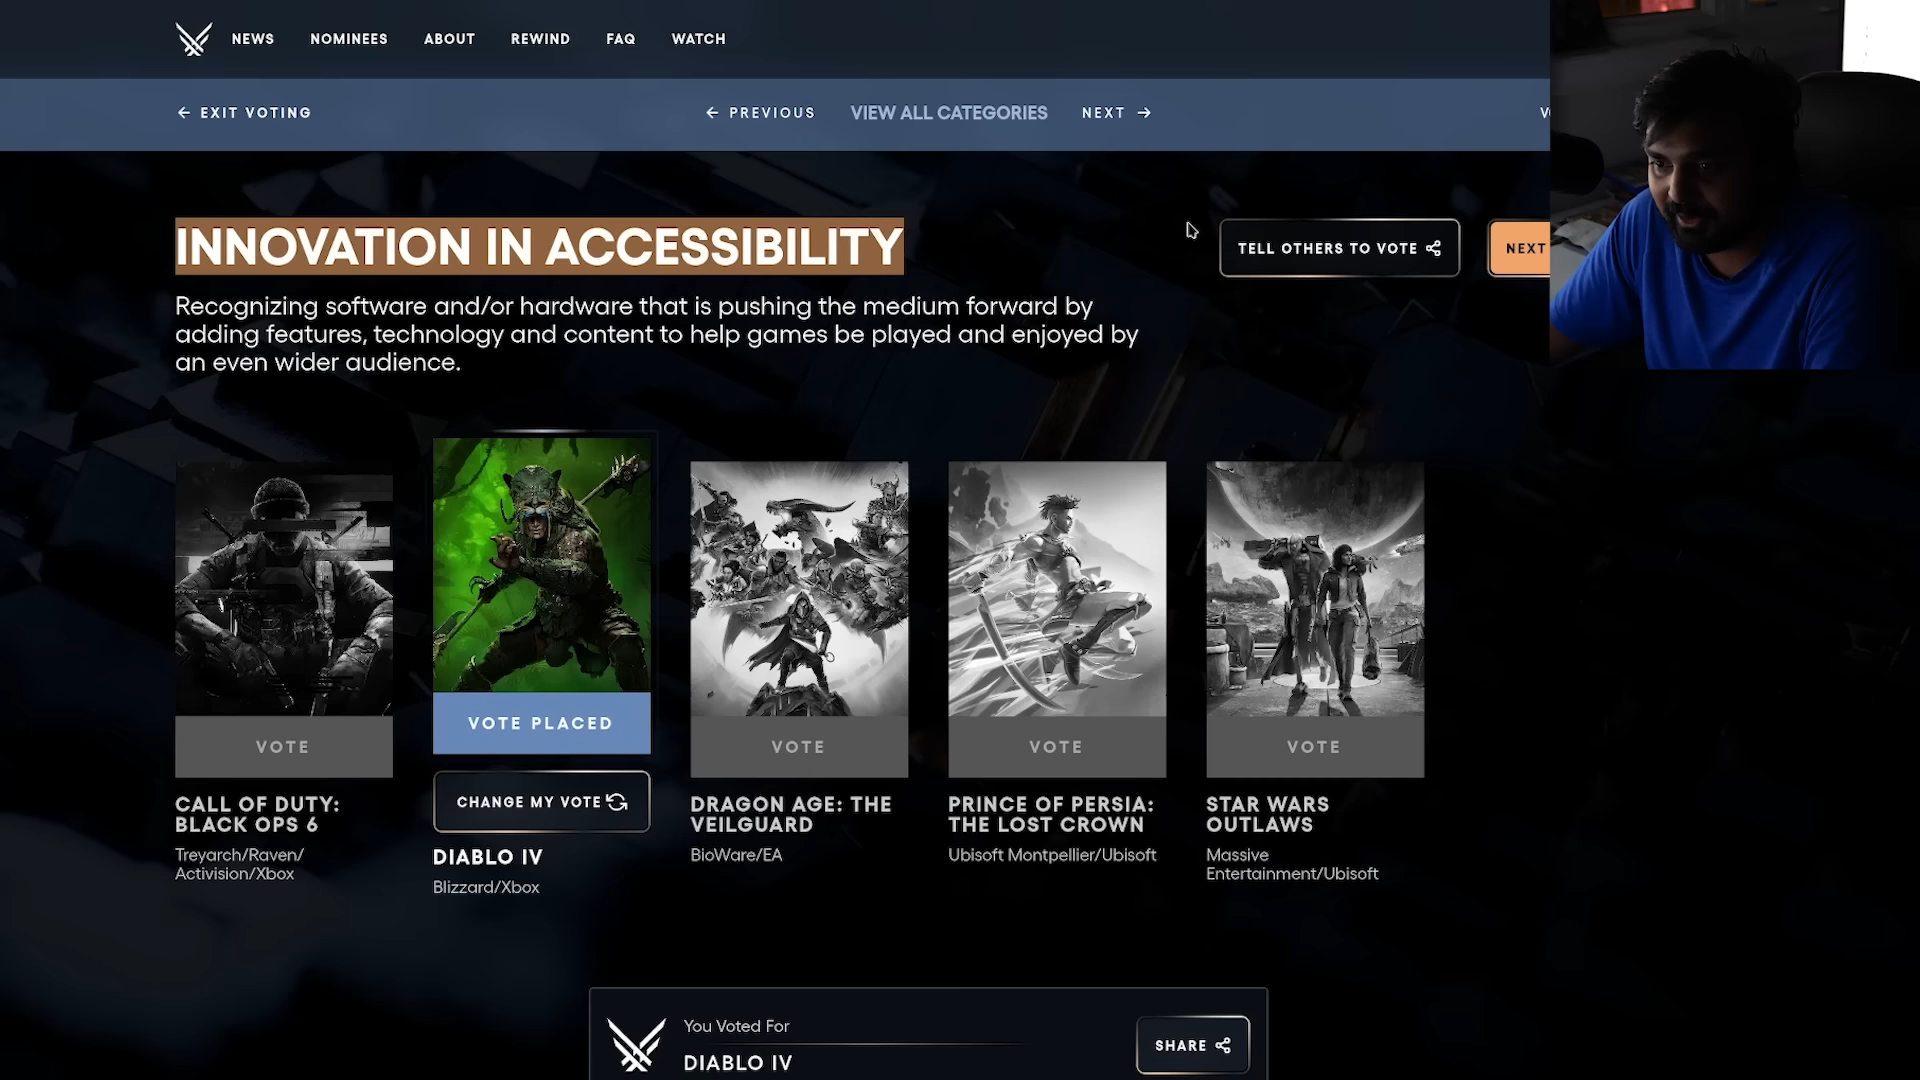 NEWS NOMINEES ABOUT REWIND FAQ WATCH
← EXIT VOTING ← PREVIOUS VIEW ALL CATEGORIES NEXT →
INNOVATION IN ACCESSIBILITY
TELL OTHERS TO VOTE
NEXT
Recognizing software and/or hardware that is pushing the medium forward by
adding features, technology and content to help games be played and enjoyed by
an even wider audience.
VOTE
CALL OF DUTY:
BLACK OPS 6
Treyarch/Raven/
Activision/Xbox
VOTE PLACED
CHANGE MY VOTE
DIABLO IV
Blizzard/Xbox
VOTE
DRAGON AGE: THE
VEILGUARD
BioWare/EA
VOTE
PRINCE OF PERSIA:
THE LOST CROWN
Ubisoft Montpellier/Ubisoft
VOTE
STAR WARS
OUTLAWS
Massive
Entertainment/Ubisoft
You Voted For
DIABLO IV
SHARE